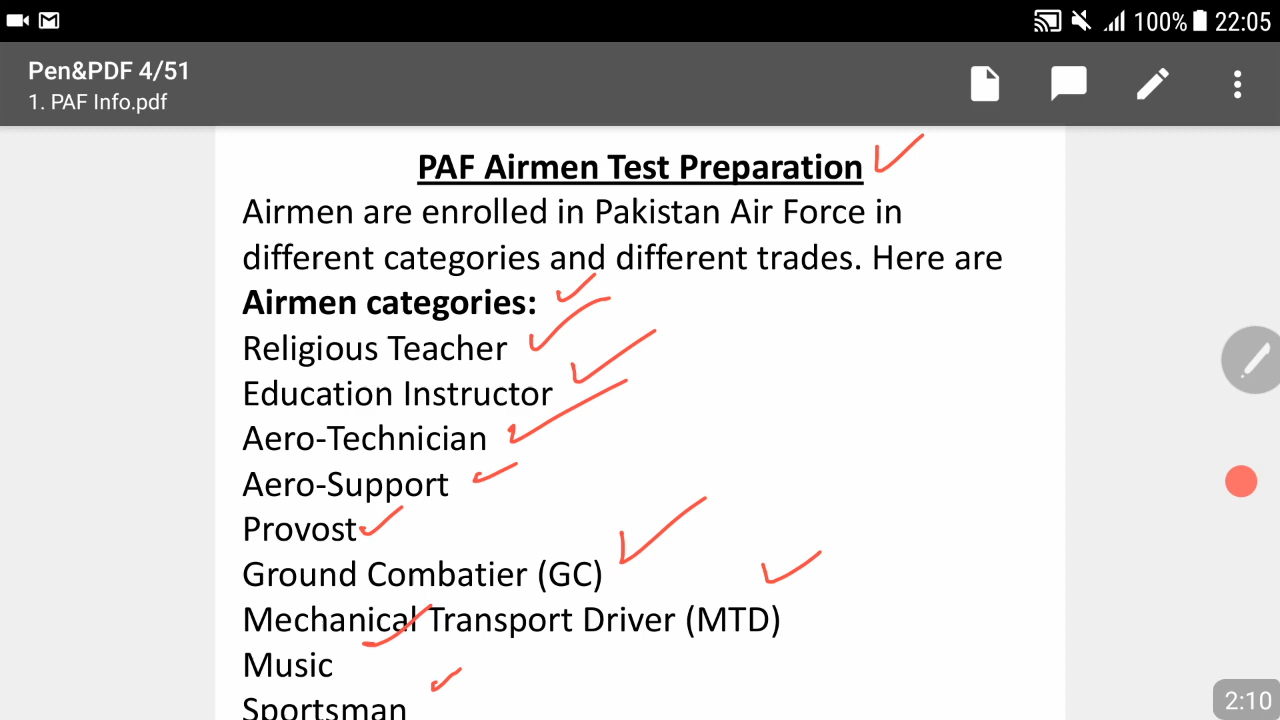 100% 22:05
Pen&PDF 4/51
1. PAF Info.pdf
PAF Airmen Test Preparation
Airmen are enrolled in Pakistan Air Force in
different categories and different trades. Here are
Airmen categories:
Religious Teacher
Education Instructor
Aero-Technician
Aero-Support
Provost
Ground Combatier (GC)
Mechanical Transport Driver (MTD)
Music
Sportsman
2:10